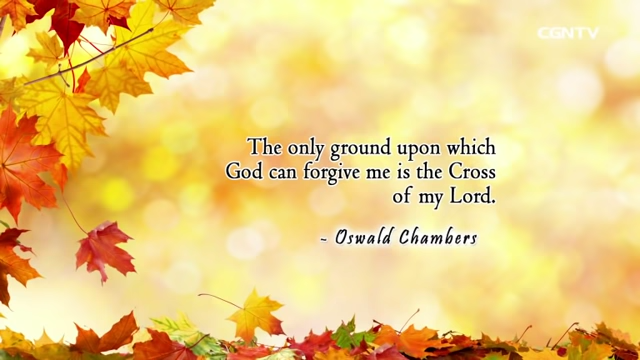 CGNTV
The only ground upon which
God can forgive me is the Cross
of my Lord.
~ Oswald Chambers